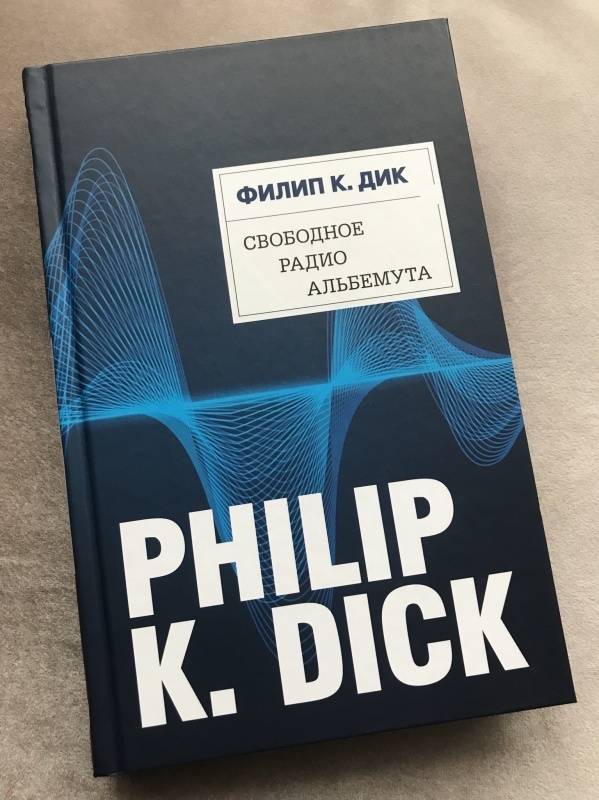 ФИЛИП К. ДИК
СВОБОДНОЕ
РАДИО
АЛЬБЕМУТА
PHILIP
K. DICK